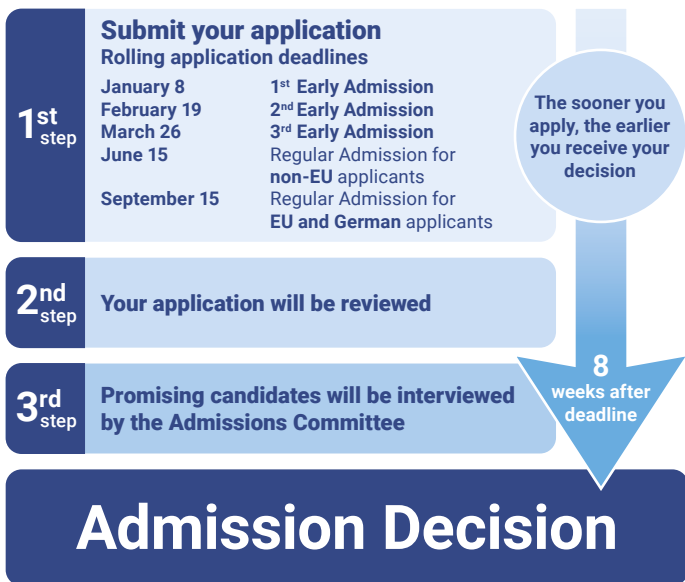 Submit your application
Rolling application deadlines
January 8 1st Early Admission
February 19 2nd Early Admission
March 26 3rd Early Admission
June 15 Regular Admission for
non-EU applicants
September 15 Regular Admission for
EU and German applicants
1st
step
The sooner you
apply, the earlier
you receive your
decision
2nd
step
Your application will be reviewed
3rd
step
Promising candidates will be interviewed
by the Admissions Committee
8
weeks after
deadline
Admission Decision